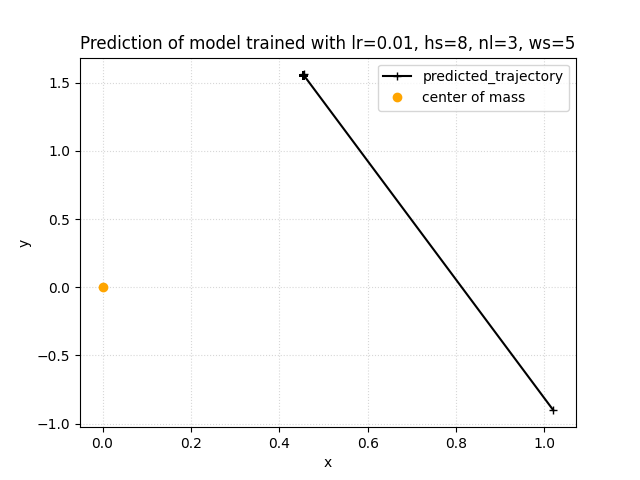 Prediction of model trained with lr=0.01, hs=8, nl=3, ws=5
predicted_trajectory
center of mass
1.5
1.0
0.5
0.0
−0.5
−1.0
y
0.0 0.2 0.4 0.6 0.8 1.0
x